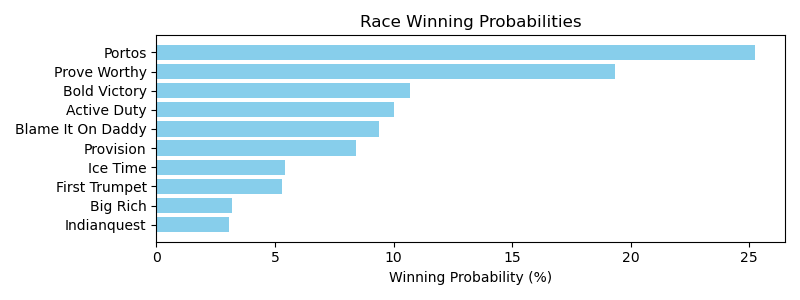 Race Winning Probabilities
Portos
Prove Worthy
Bold Victory
Active Duty
Blame It On Daddy
Provision
Ice Time
First Trumpet
Big Rich
Indianquest
0 5 10 15 20 25
Winning Probability (%)